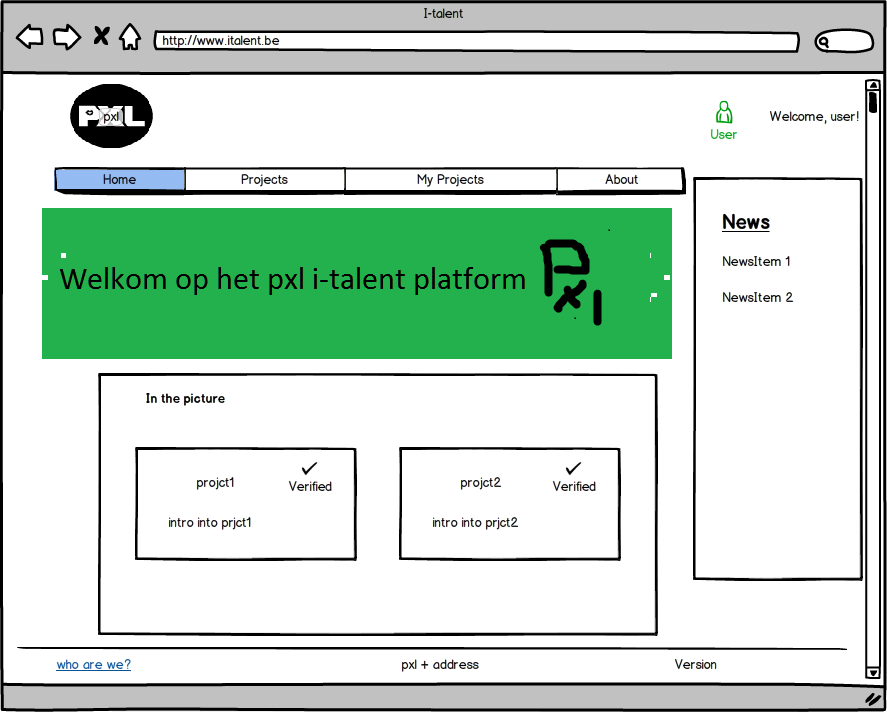 I-talent
http://www.italent.be
PXL
pxl
User
Welcome, user!
Home
Projects
My Projects
About
News
NewsItem 1
NewsItem 2
Welkom op het pxl i-talent platform
Pxl
In the picture
projct1
Verified
intro into prjct1
projct2
Verified
intro into prjct2
who are we?
pxl + address
Version